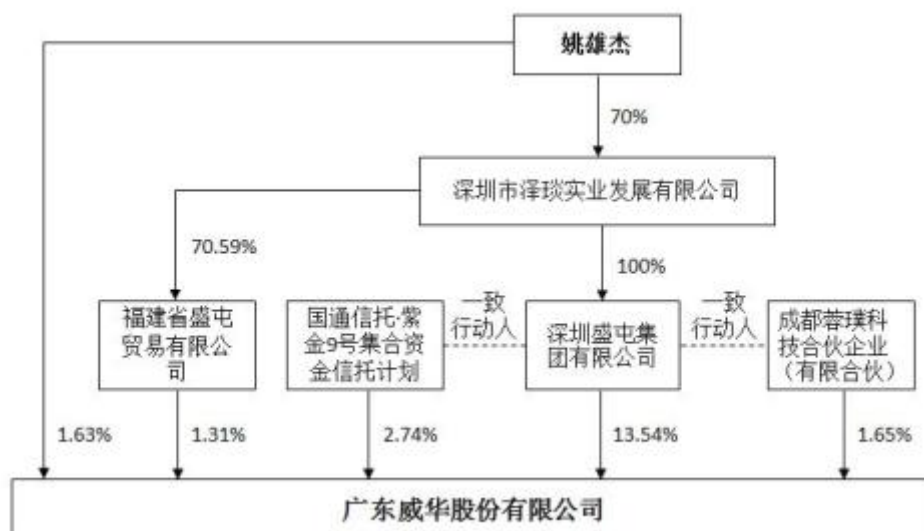 姚雄杰
70%
深圳市泽琰实业发展有限公司
70.59%
100%
福建省盛屯
贸易有限公
司
国通信托·紫
金9号集合资
金信托计划
一致
行动人
深圳盛屯集
团有限公司
一致
行动人
成都蓉璞科
技合伙企业
（有限合伙）
1.63%
1.31%
2.74%
13.54%
1.65%
广东威华股份有限公司